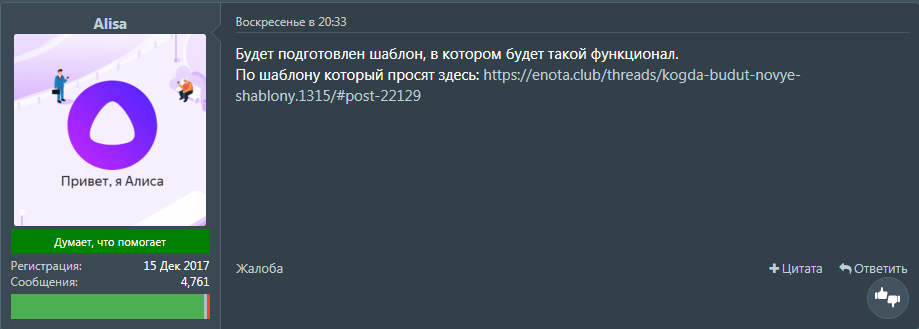 Alisa
Привет, я Алиса
Думает, что помогает
Регистрация: 15 Дек 2017
Сообщения: 4,761
Воскресенье в 20:33
Будет подготовлен шаблон, в котором будет такой функционал.
По шаблону который просят здесь: https://enota.club/threads/kogda-budut-novye-
shablony.1315/#post-22129
Жалоба
Цитата
Ответить